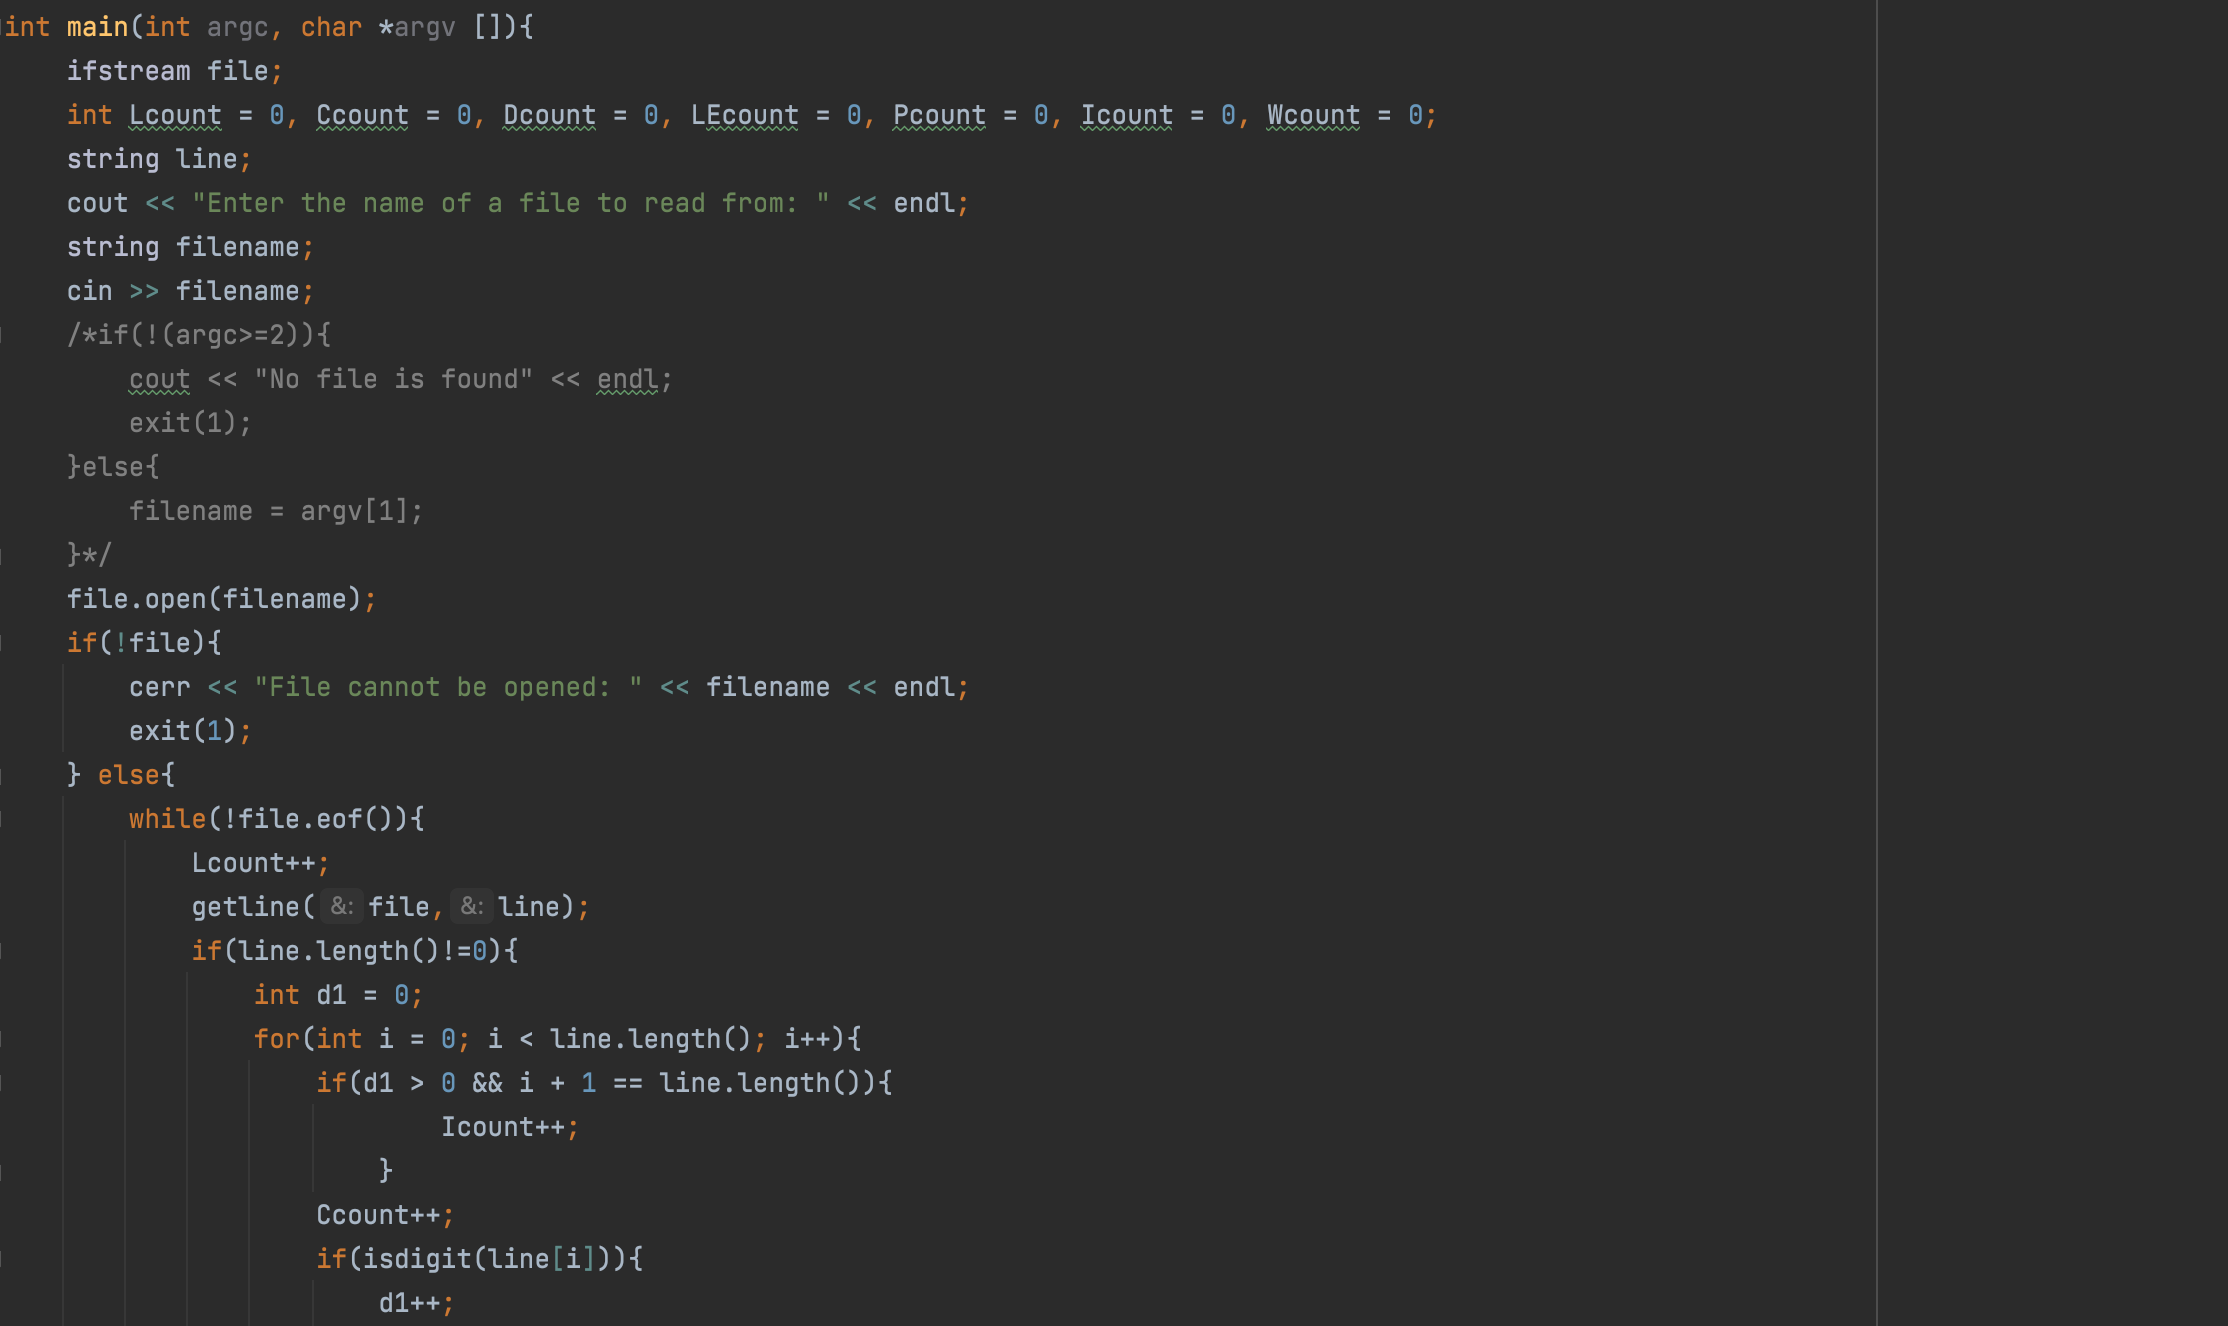 int main(int argc, char *argv []){
    ifstream file;
    int Lcount = 0, Ccount = 0, Dcount = 0, LEcount = 0, Pcount = 0, Icount = 0, Wcount = 0;
    string line;
    cout << "Enter the name of a file to read from: " << endl;
    string filename;
    cin >> filename;
    /*if(!(argc>=2)){
        cout << "No file is found" << endl;
        exit(1);
    }else{
        filename = argv[1];
    }*/
    file.open(filename);
    if(!file){
        cerr << "File cannot be opened: " << filename << endl;
        exit(1);
    } else{
        while(!file.eof()){
            Lcount++;
            getline( &: file, &: line);
            if(line.length()!=0){
                int d1 = 0;
                for(int i = 0; i < line.length(); i++){
                    if(d1 > 0 && i + 1 == line.length()){
                            Icount++;
                        }
                    Ccount++;
                    if(isdigit(line[i])){
                        d1++;